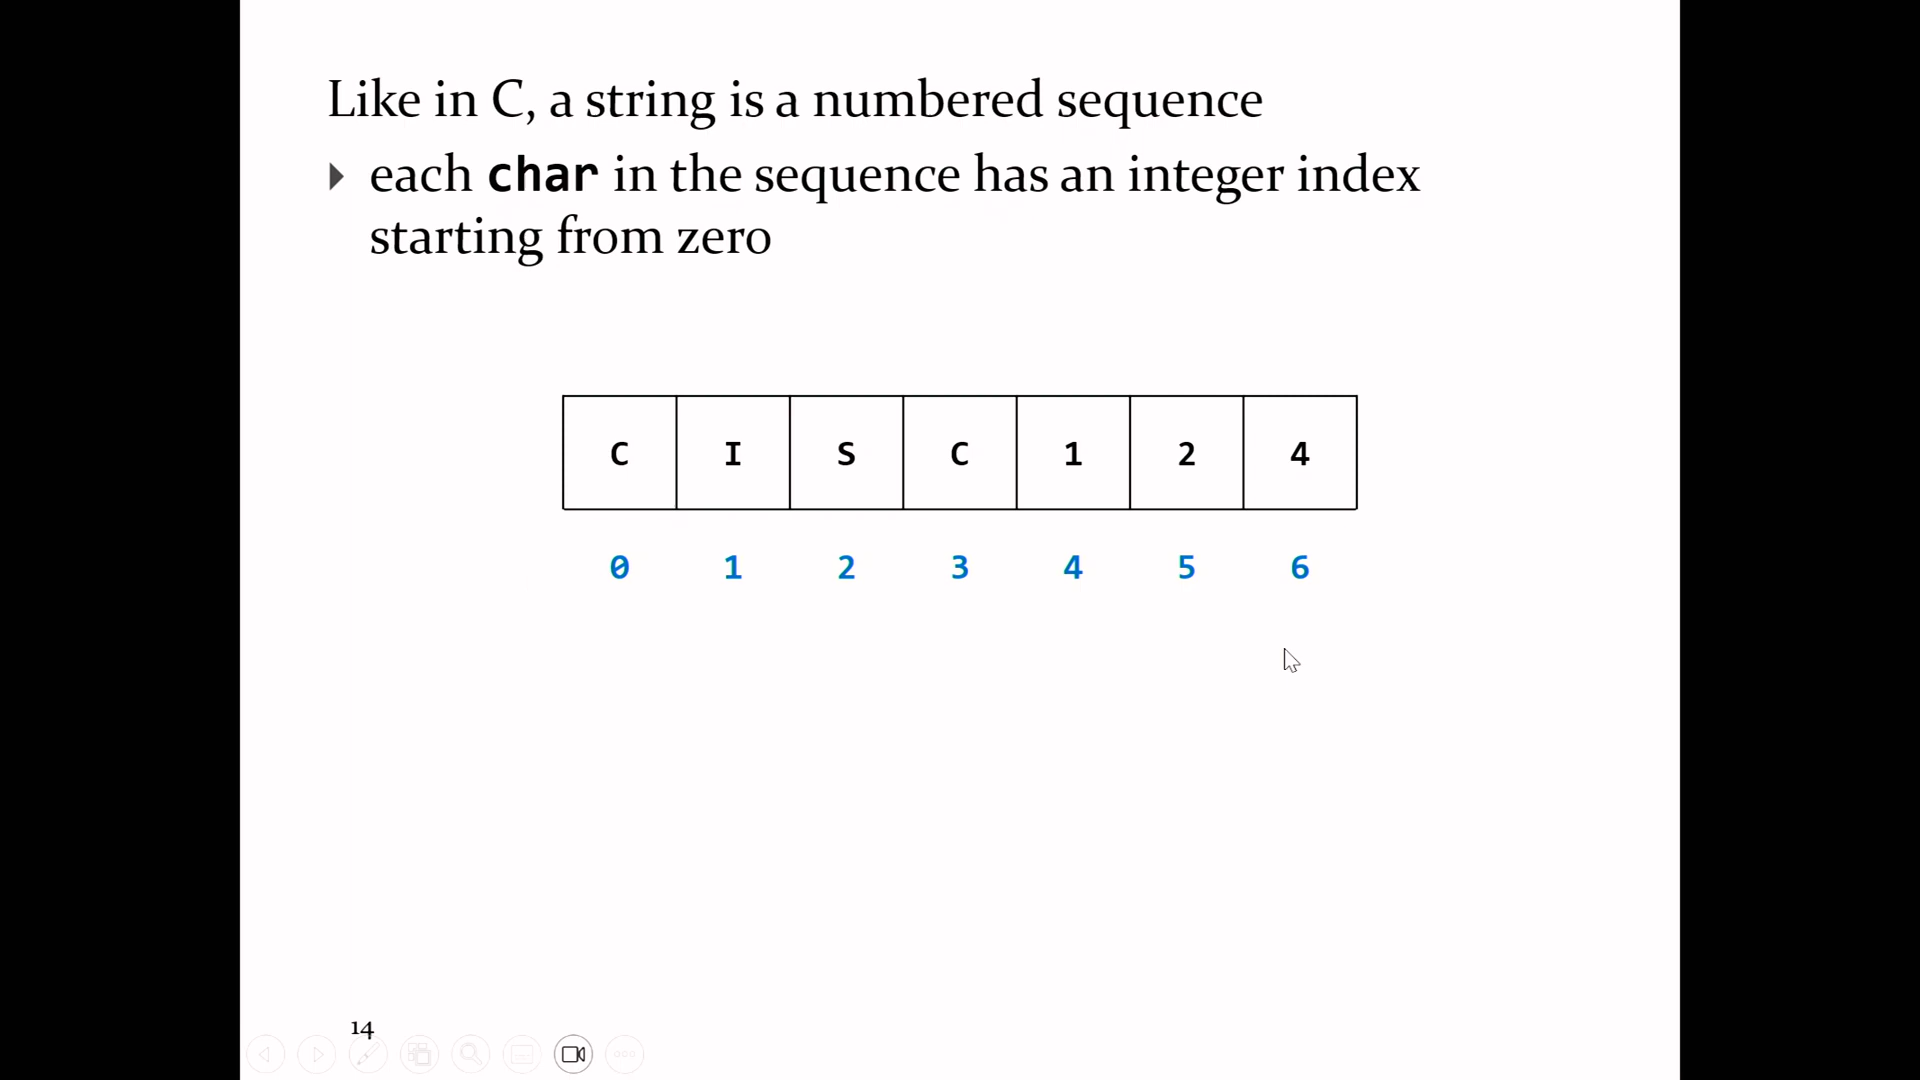 Like in C, a string is a numbered sequence
each char in the sequence has an integer index
starting from zero
C I S C 1 2 4
0 1 2 3 4 5 6
14